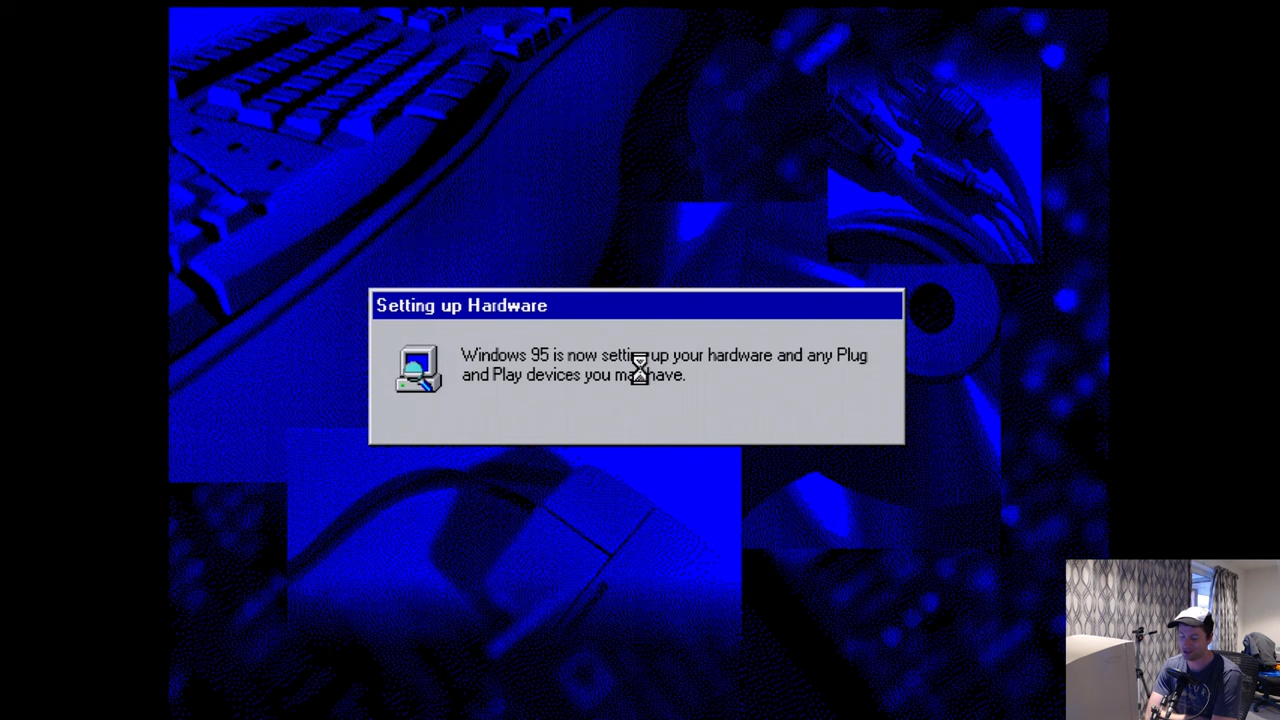 Setting up Hardware
Windows 95 is now setting up your hardware and any Plug
and Play devices you may have.